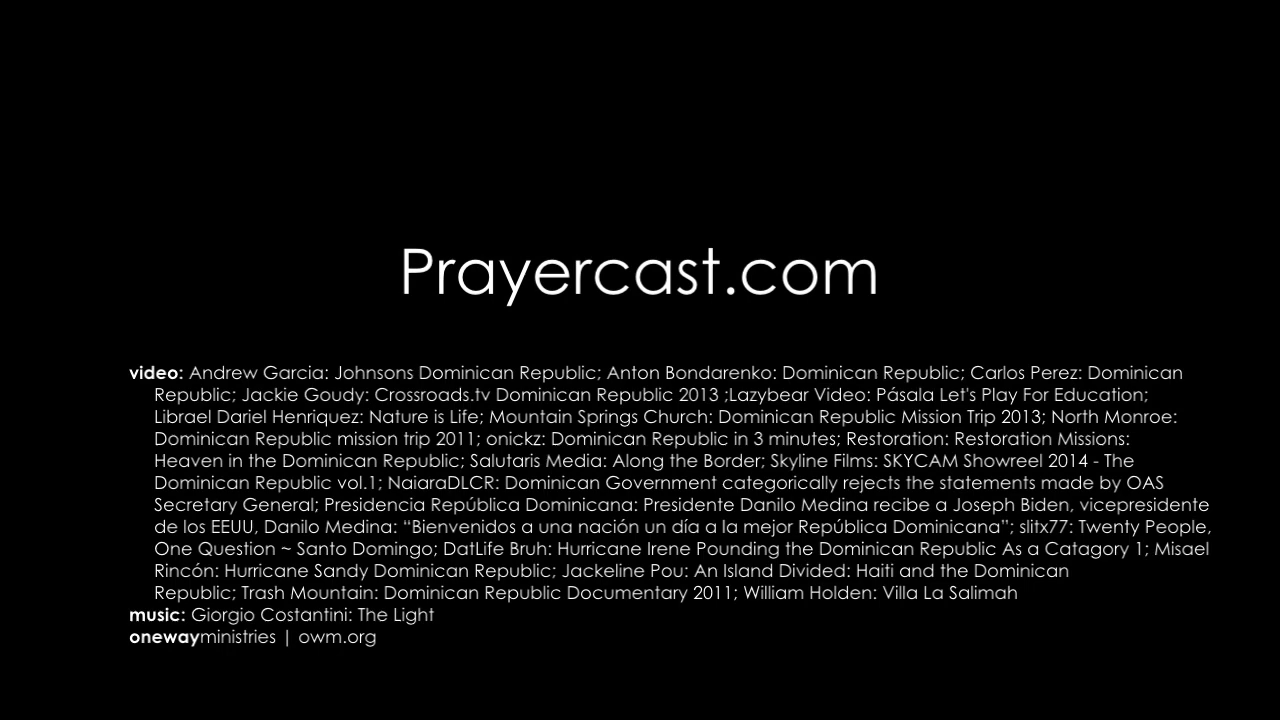 Prayercast.com
video: Andrew Garcia: Johnsons Dominican Republic; Anton Bondarenko: Dominican Republic; Carlos Perez: Dominican
Republic; Jackie Goudy: Crossroads.tv Dominican Republic 2013 ;Lazybear Video: Pásala Let's Play For Education;
Librael Dariel Henriquez: Nature is Life; Mountain Springs Church: Dominican Republic Mission Trip 2013; North Monroe:
Dominican Republic mission trip 2011; onickz: Dominican Republic in 3 minutes; Restoration: Restoration Missions:
Heaven in the Dominican Republic; Salutaris Media: Along the Border; Skyline Films: SKYCAM Showreel 2014 - The
Dominican Republic vol.1; NaiaraDLCR: Dominican Government categorically rejects the statements made by OAS
Secretary General; Presidencia República Dominicana: Presidente Danilo Medina recibe a Joseph Biden, vicepresidente
de los EEUU, Danilo Medina: “Bienvenidos a una nación un día a la mejor República Dominicana”; slitx77: Twenty People,
One Question ~ Santo Domingo; DatLife Bruh: Hurricane Irene Pounding the Dominican Republic As a Catagory 1; Misael
Rincón: Hurricane Sandy Dominican Republic; Jackeline Pou: An Island Divided: Haiti and the Dominican
Republic; Trash Mountain: Dominican Republic Documentary 2011; William Holden: Villa La Salimah
music: Giorgio Costantini: The Light
onewayministries | owm.org